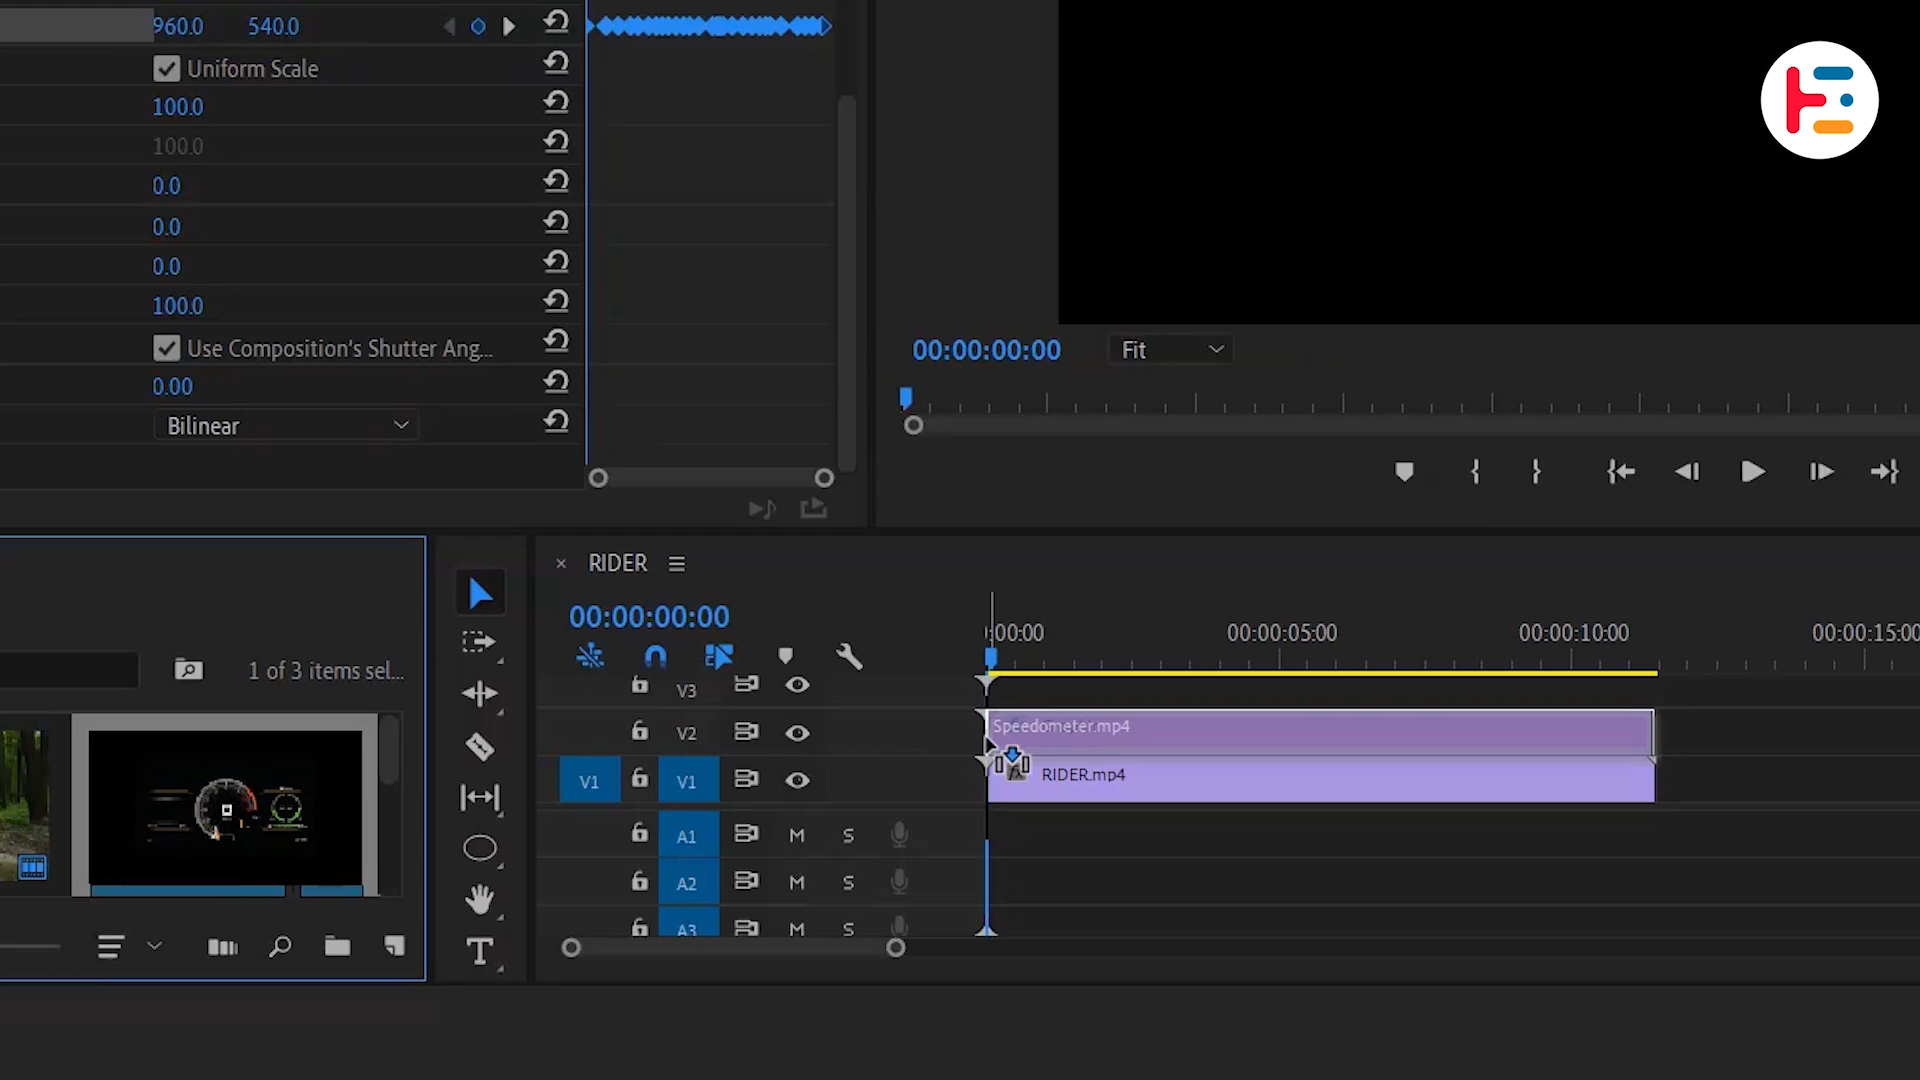 960.0 540.0
Uniform Scale
100.0
100.0
0.0
0.0
0.0
100.0
Use Composition's Shutter Ang...
0.00
Bilinear
00:00:00:00 Fit
× RIDER
00:00:00:00
:00:00 00:00:05:00 00:00:10:00 00:00:15:00
1 of 3 items sel...
V3
V2 Speedometer.mp4
V1 V1 fx RIDER.mp4
A1 M S
A2 M S
A3 M S
T